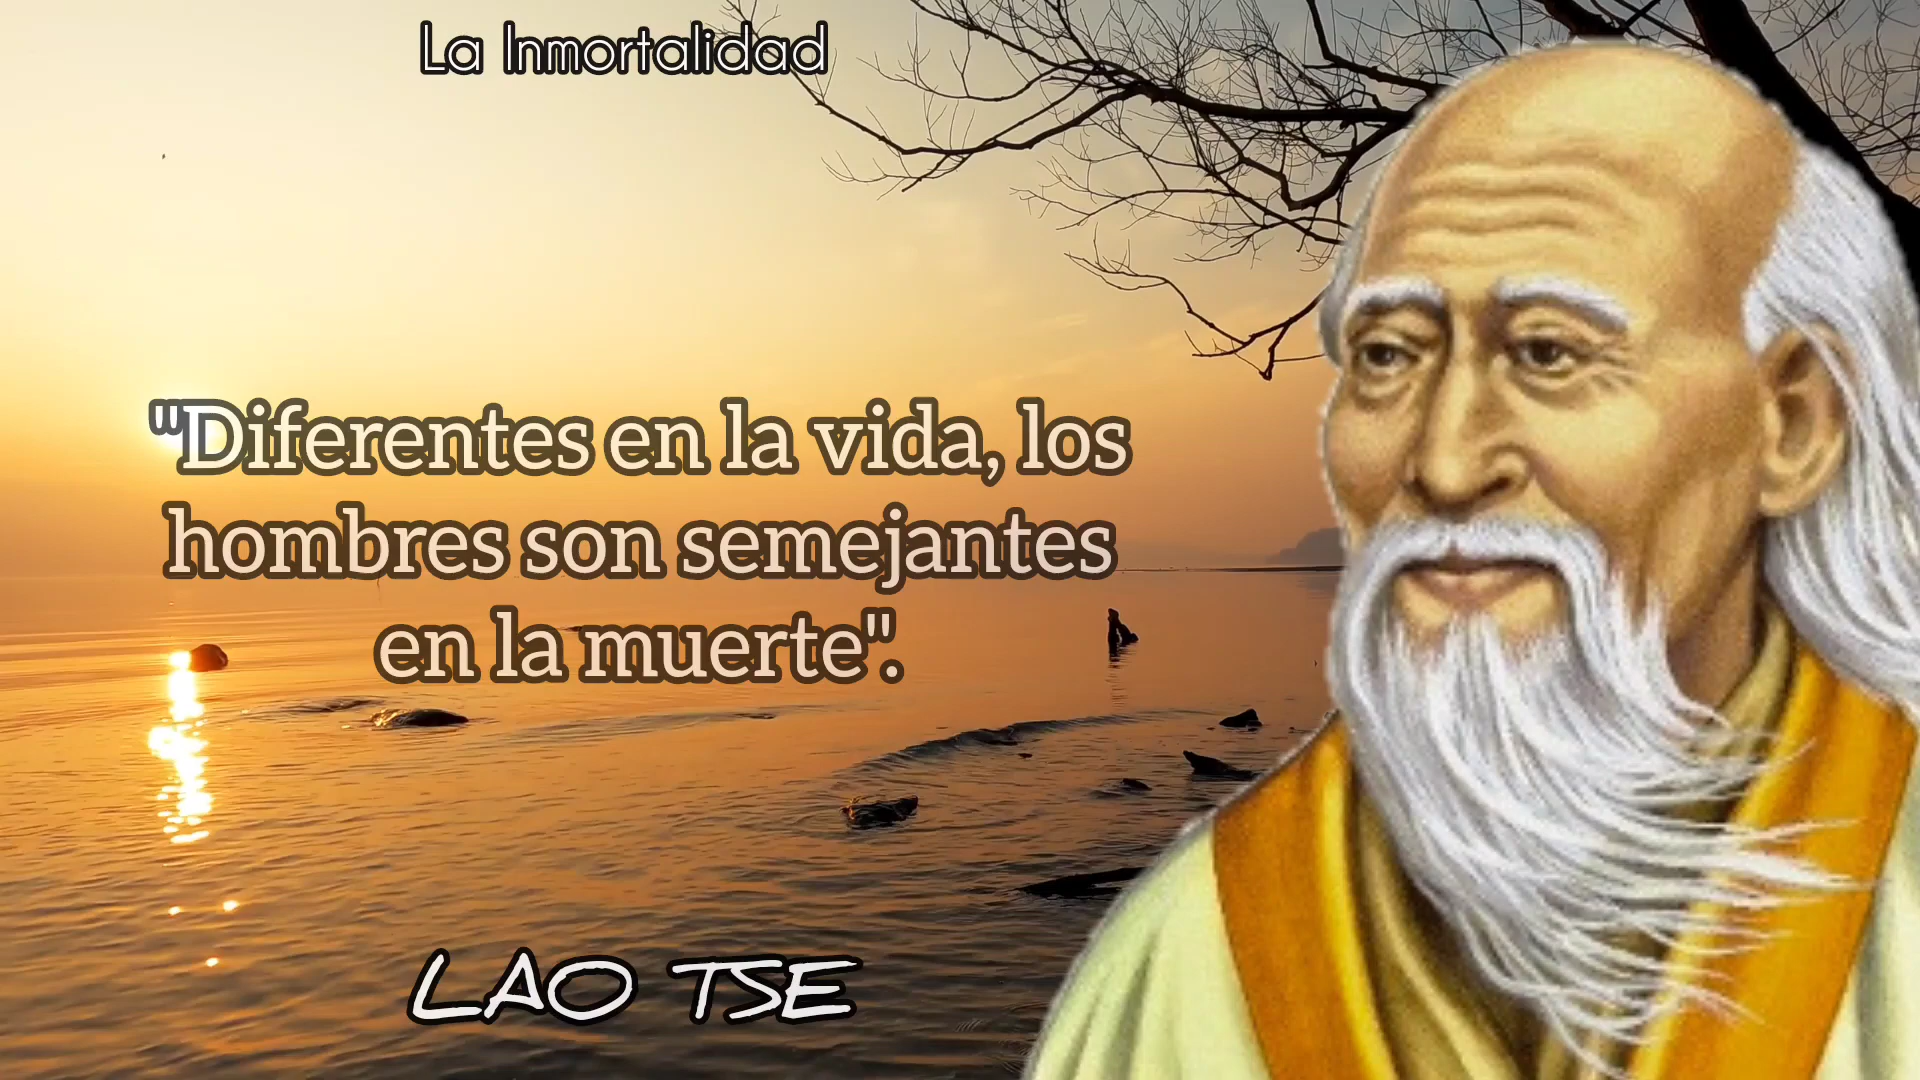 La Inmortalidad
"Diferentes en la vida, los
hombres son semejantes
en la muerte".
LAO TSE